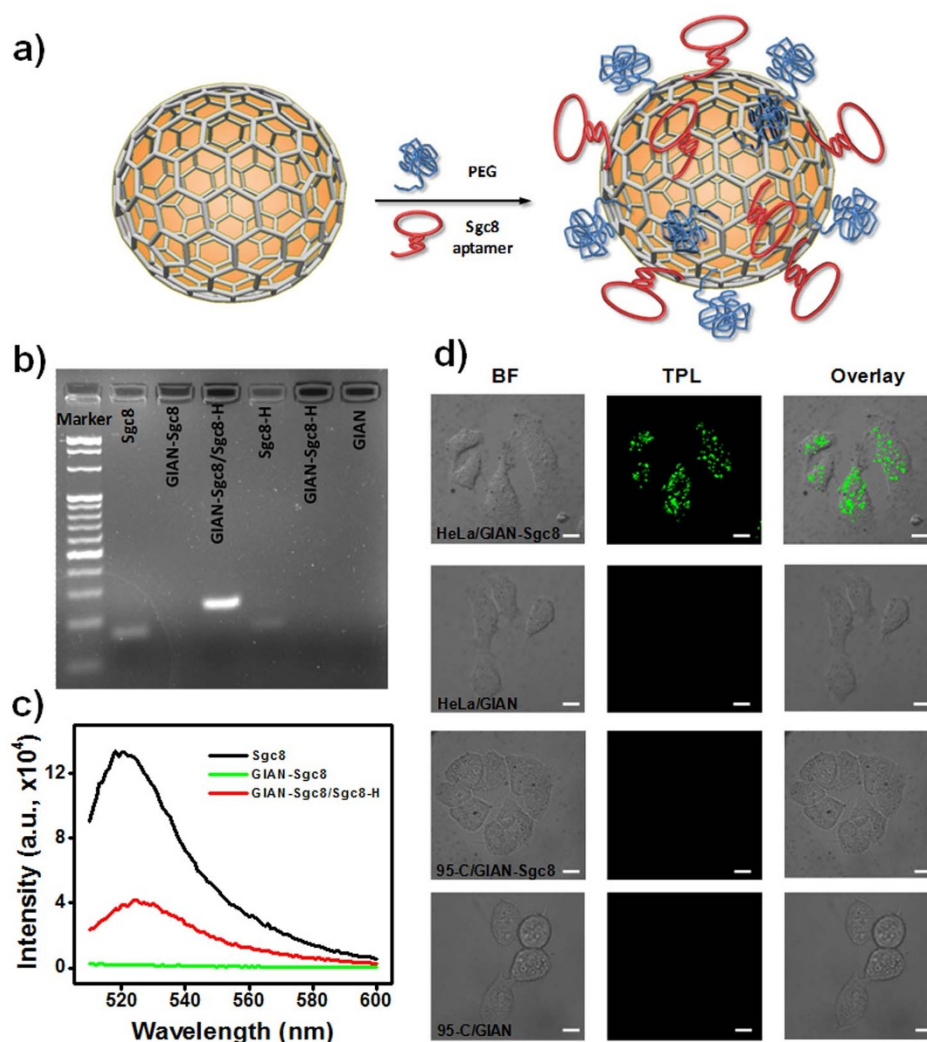 a)
PEG
Sgc8
aptamer
b)
Marker
Sgc8
GIAN-Sgc8
GIAN-Sgc8/Sgc8-H
Sgc8-H
GIAN-Sgc8-H
GIAN
c)
Intensity (a.u., x10⁴)
12
8
4
0
Sgc8
GIAN-Sgc8
GIAN-Sgc8/Sgc8-H
520
540
560
580
600
Wavelength (nm)
d)
BF
TPL
Overlay
HeLa/GIAN-Sgc8
HeLa/GIAN
95-C/GIAN-Sgc8
95-C/GIAN